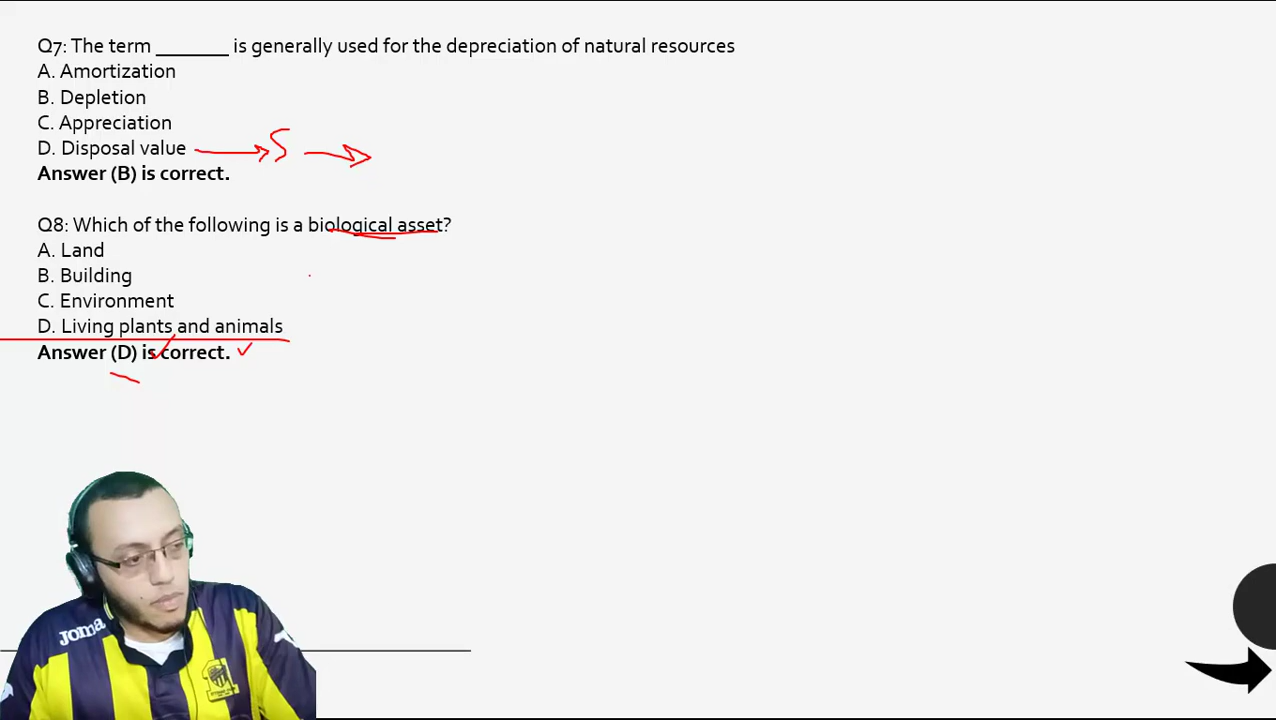 Q7: The term ________ is generally used for the depreciation of natural resources
A. Amortization
B. Depletion
C. Appreciation
D. Disposal value
S
Answer (B) is correct.
Q8: Which of the following is a biological asset?
A. Land
B. Building
C. Environment
D. Living plants and animals
Answer (D) is correct.
Joma